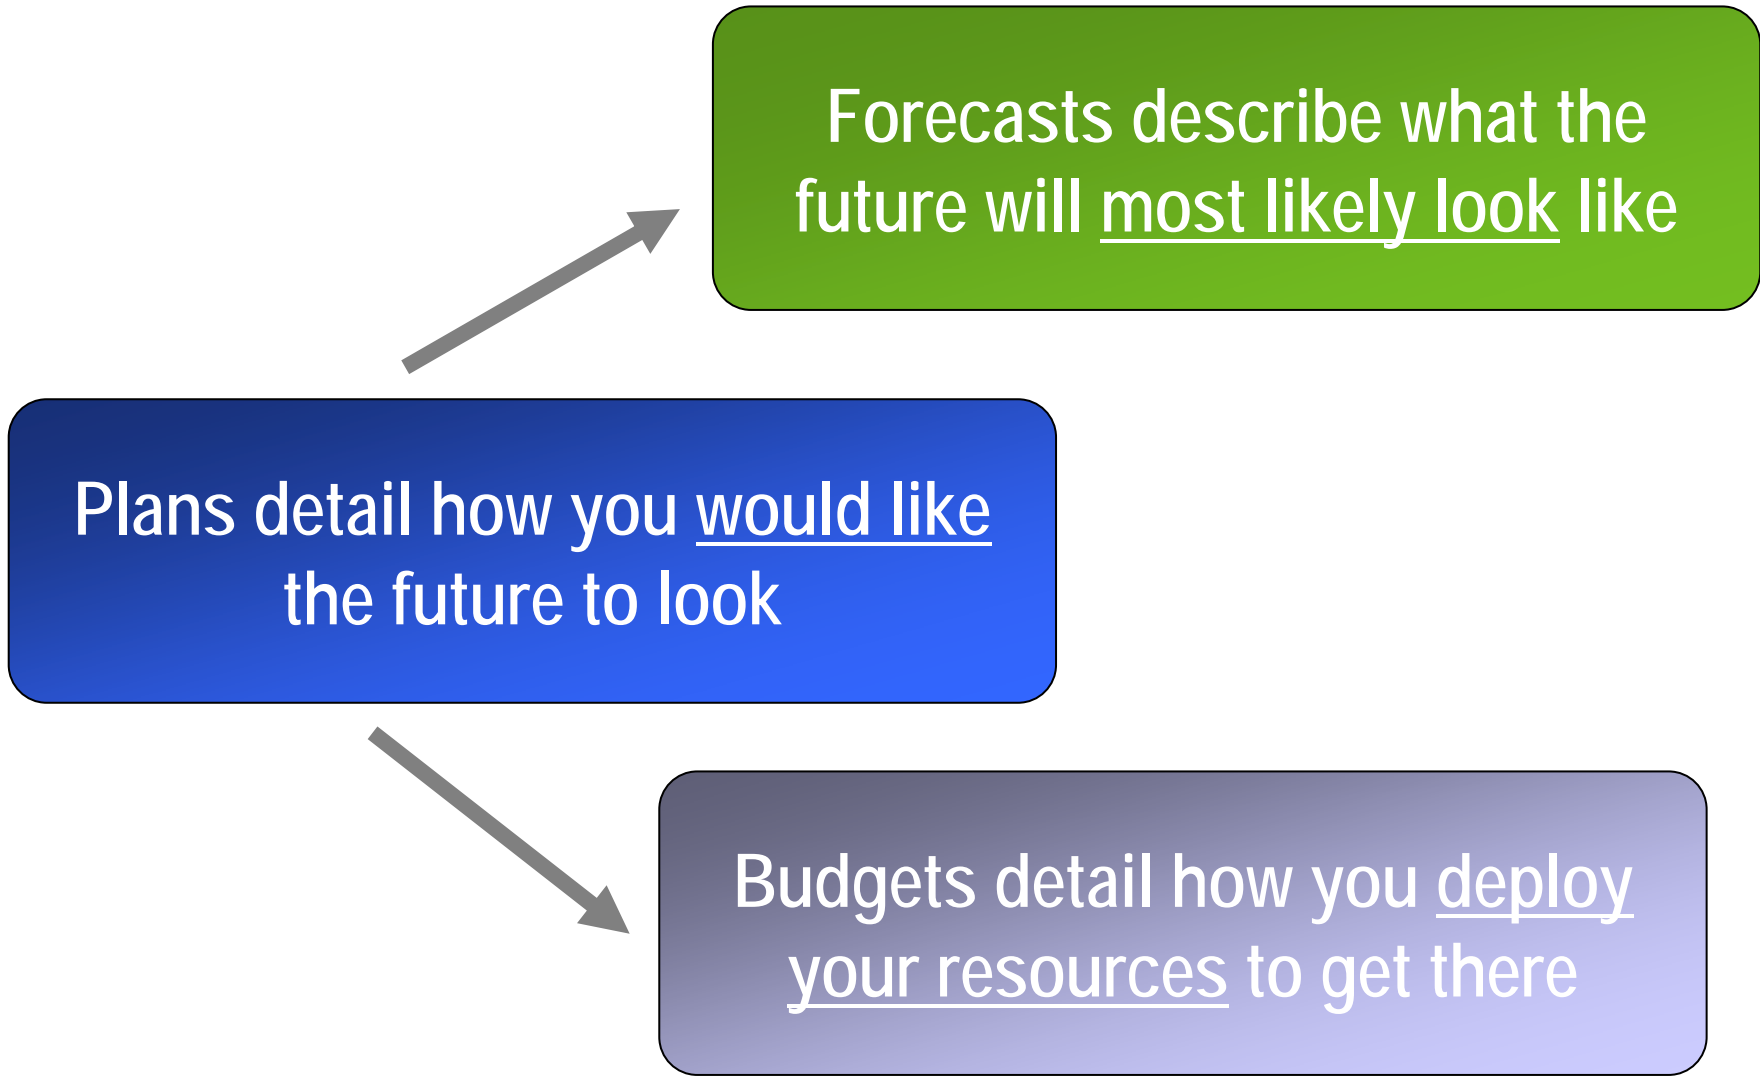 Forecasts describe what the
future will most likely look like
Plans detail how you would like
the future to look
Budgets detail how you deploy
your resources to get there